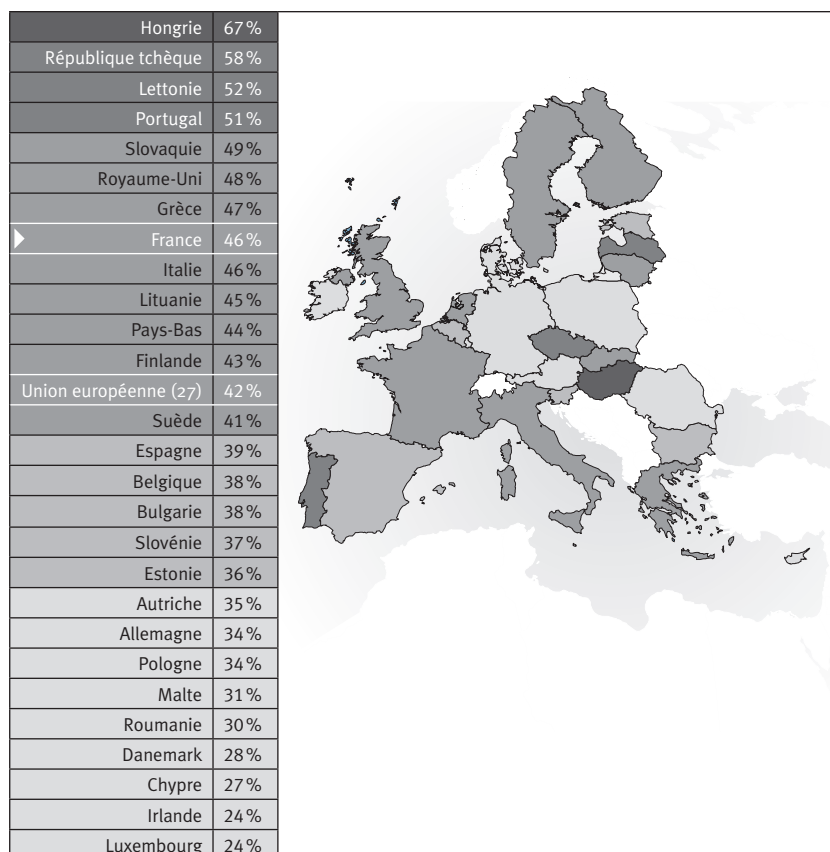 Hongrie 67 %
République tchèque 58 %
Lettonie 52 %
Portugal 51 %
Slovaquie 49 %
Royaume-Uni 48 %
Grèce 47 %
France 46 %
Italie 46 %
Lituanie 45 %
Pays-Bas 44 %
Finlande 43 %
Union européenne (27) 42 %
Suède 41 %
Espagne 39 %
Belgique 38 %
Bulgarie 38 %
Slovénie 37 %
Estonie 36 %
Autriche 35 %
Allemagne 34 %
Pologne 34 %
Malte 31 %
Roumanie 30 %
Danemark 28 %
Chypre 27 %
Irlande 24 %
Luxembourg 24 %